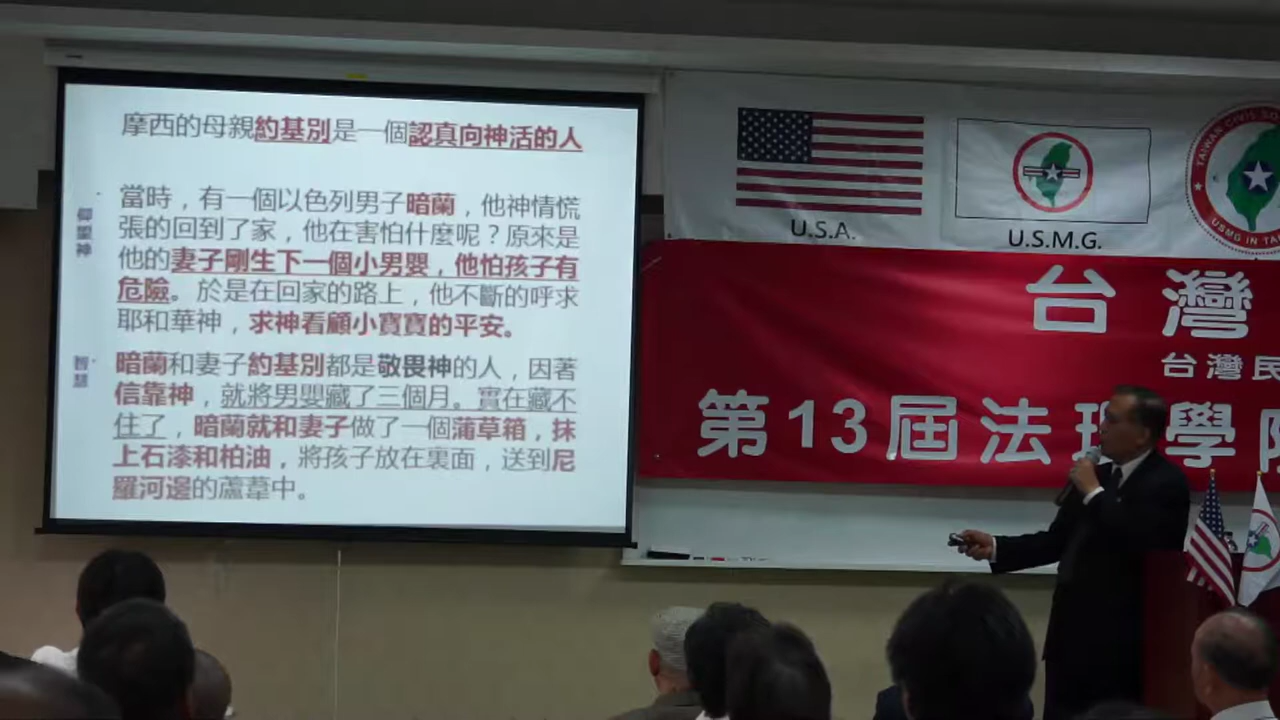 摩西的母親約基別是一個認真向神活的人
仰望神
當時，有一個以色列男子暗蘭，他神情慌
張的回到了家，他在害怕什麼呢？原來是
他的妻子剛生下一個小男嬰，他怕孩子有
危險。於是在回家的路上，他不斷的呼求
耶和華神，求神看顧小寶寶的平安。
智慧
暗蘭和妻子約基別都是敬畏神的人，因著
信靠神，就將男嬰藏了三個月。實在藏不
住了，暗蘭就和妻子做了一個蒲草箱，抹
上石漆和柏油，將孩子放在裏面，送到尼
羅河邊的蘆葦中。
U.S.A.
U.S.M.G.
TAIWAN CIVIL
USMG IN
台灣
台灣民
第13屆法理學